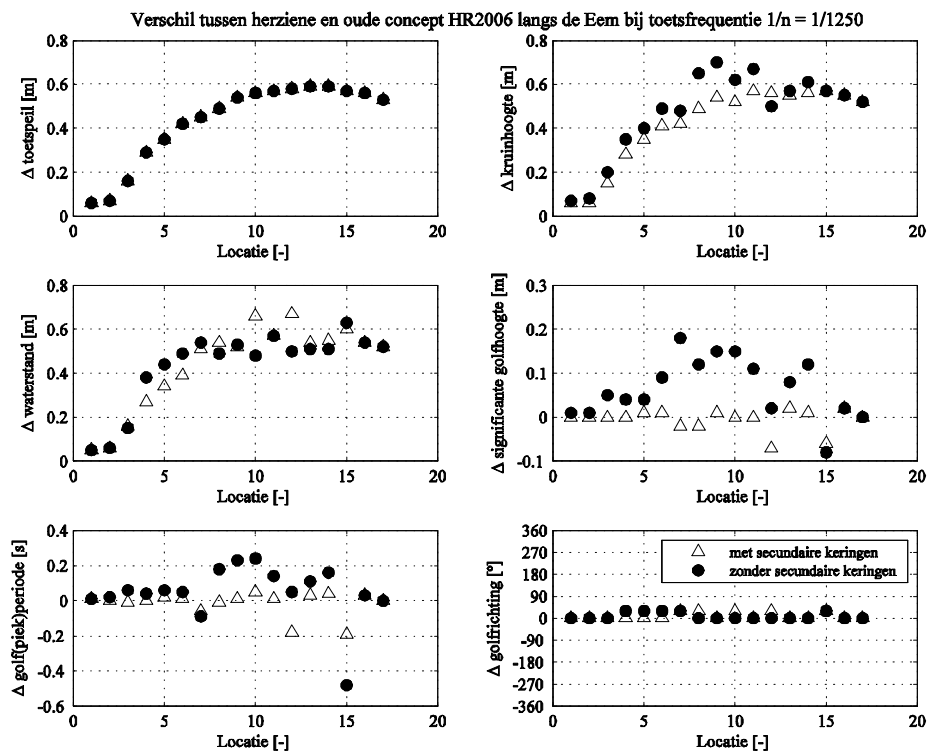 Verschil tussen herziene en oude concept HR2006 langs de Eem bij toetsfrequentie 1/n = 1/1250
Δ toetspeil [m]
0.8
0.6
0.4
0.2
0
0 5 10 15 20
Locatie [-]
Δ kruinhoogte [m]
0.8
0.6
0.4
0.2
0
0 5 10 15 20
Locatie [-]
Δ waterstand [m]
0.8
0.6
0.4
0.2
0
0 5 10 15 20
Locatie [-]
Δ significante golfhoogte [m]
0.3
0.2
0.1
0
-0.1
0 5 10 15 20
Locatie [-]
Δ golf(piek)periode [s]
0.4
0.2
0
-0.2
-0.4
-0.6
0 5 10 15 20
Locatie [-]
Δ golfrichting [°]
360
270
180
90
0
-90
-180
-270
-360
met secundaire keringen
zonder secundaire keringen
0 5 10 15 20
Locatie [-]